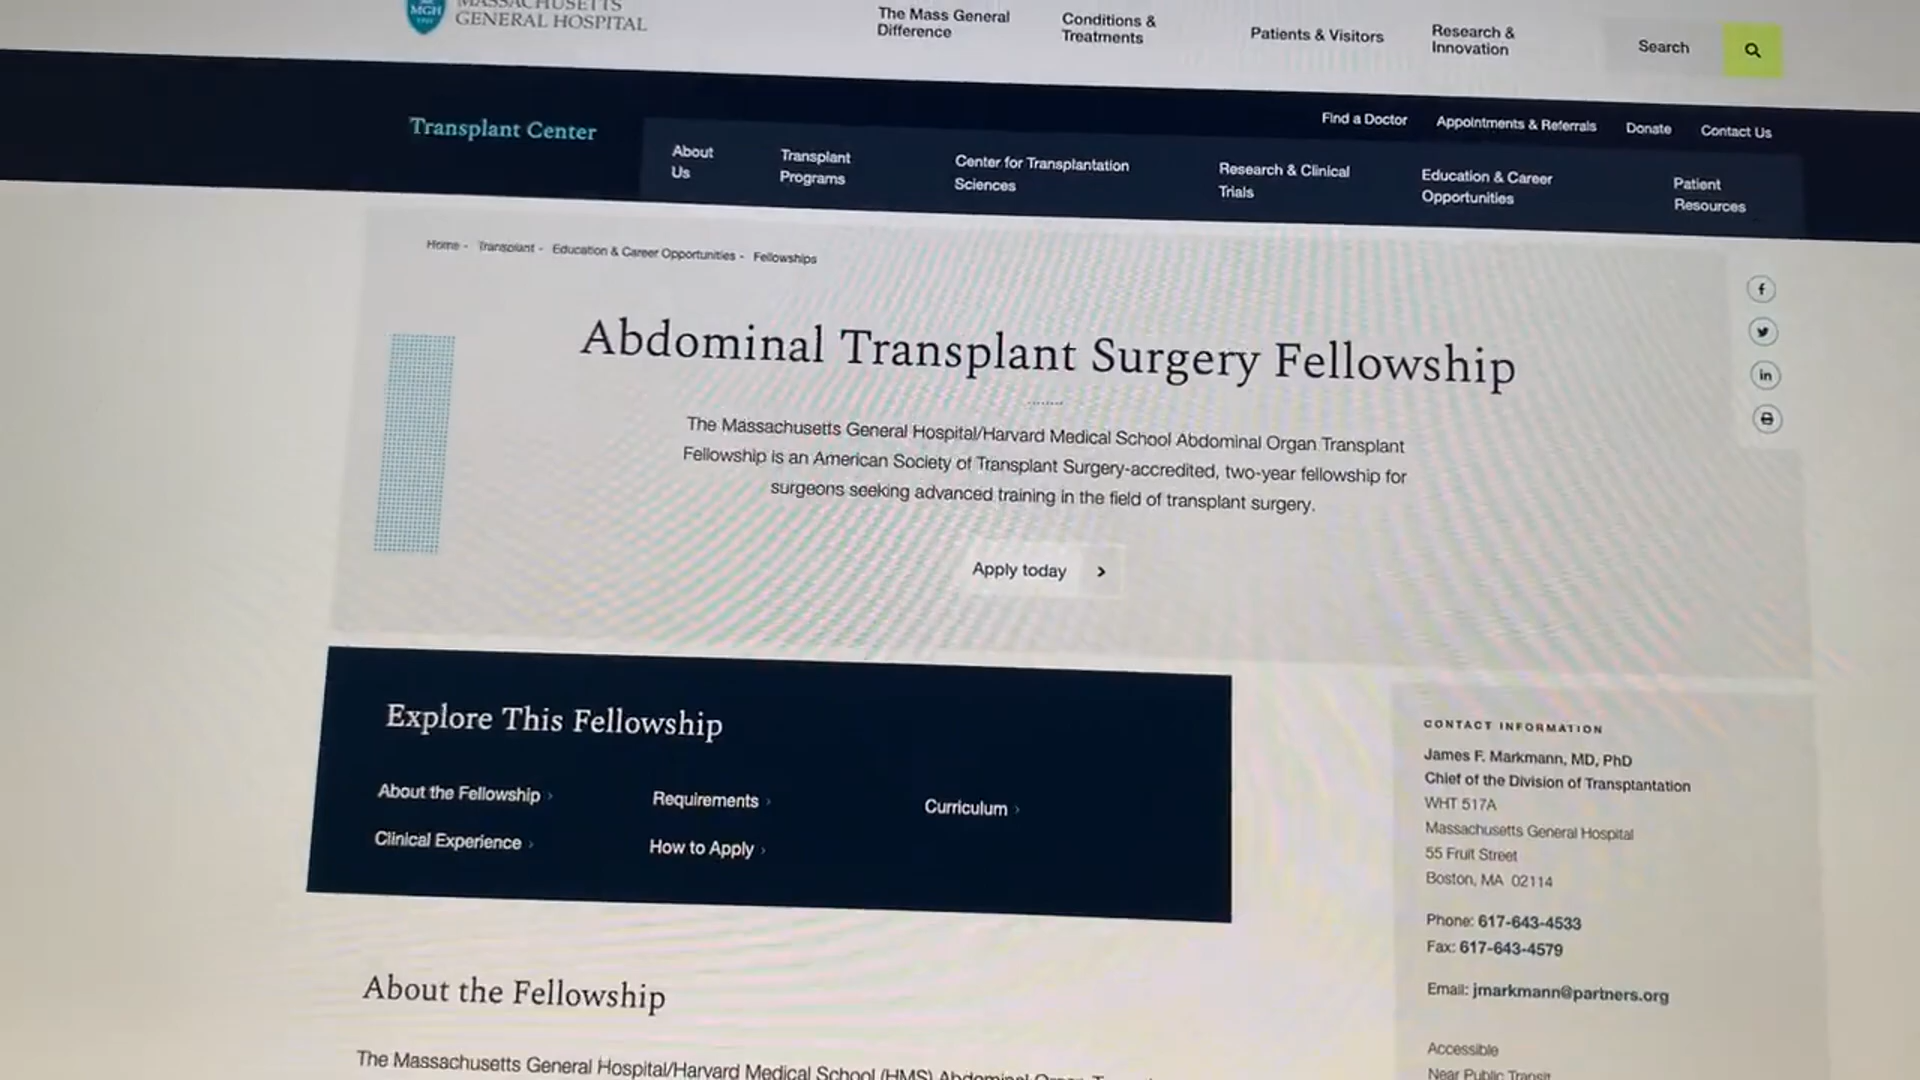 MGH
MASSACHUSETTS
GENERAL HOSPITAL
The Mass General
Difference
Conditions &
Treatments
Patients & Visitors
Research &
Innovation
Search
Transplant Center
Find a Doctor
Appointments & Referrals
Donate
Contact Us
About
Us
Transplant
Programs
Center for Transplantation
Sciences
Research & Clinical
Trials
Education & Career
Opportunities
Patient
Resources
Home - Transplant - Education & Career Opportunities - Fellowships
Abdominal Transplant Surgery Fellowship
The Massachusetts General Hospital/Harvard Medical School Abdominal Organ Transplant
Fellowship is an American Society of Transplant Surgery-accredited, two-year fellowship for
surgeons seeking advanced training in the field of transplant surgery.
Apply today
Explore This Fellowship
About the Fellowship
Requirements
Curriculum
Clinical Experience
How to Apply
CONTACT INFORMATION
James F. Markmann, MD, PhD
Chief of the Division of Transplantation
WHT 517A
Massachusetts General Hospital
55 Fruit Street
Boston, MA 02114
Phone: 617-643-4533
Fax: 617-643-4579
Email: jmarkmann@partners.org
Accessible
Near Public Transit
About the Fellowship
The Massachusetts General Hospital/Harvard Medical School (HMS) Abdominal Organ